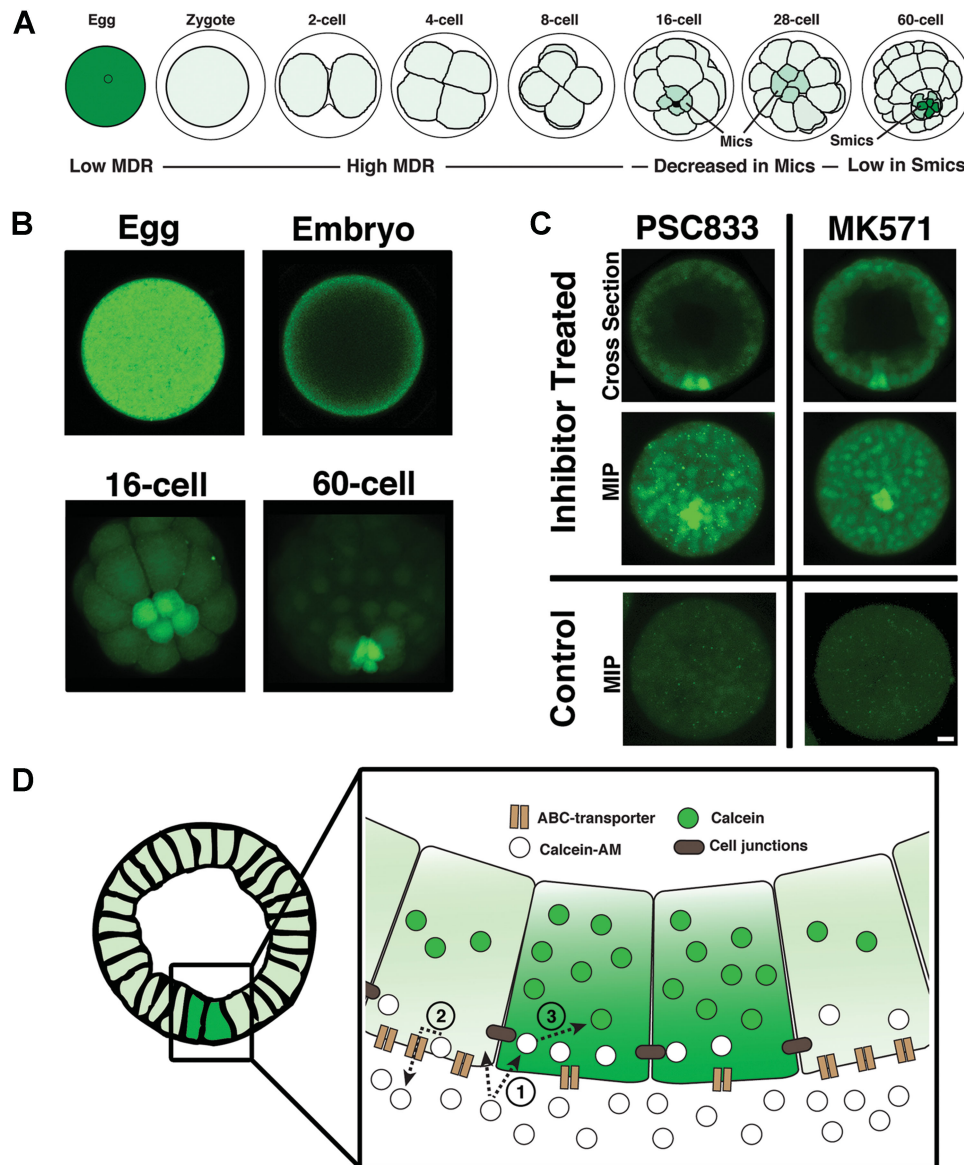 A
Egg Zygote 2-cell 4-cell 8-cell 16-cell 28-cell 60-cell
Mics Smics
Low MDR High MDR Decreased in Mics Low in Smics
B
Egg Embryo
16-cell 60-cell
C
PSC833 MK571
Inhibitor Treated
Cross Section
MIP
Control
MIP
D
ABC-transporter Calcein
Calcein-AM Cell junctions
2 3
1